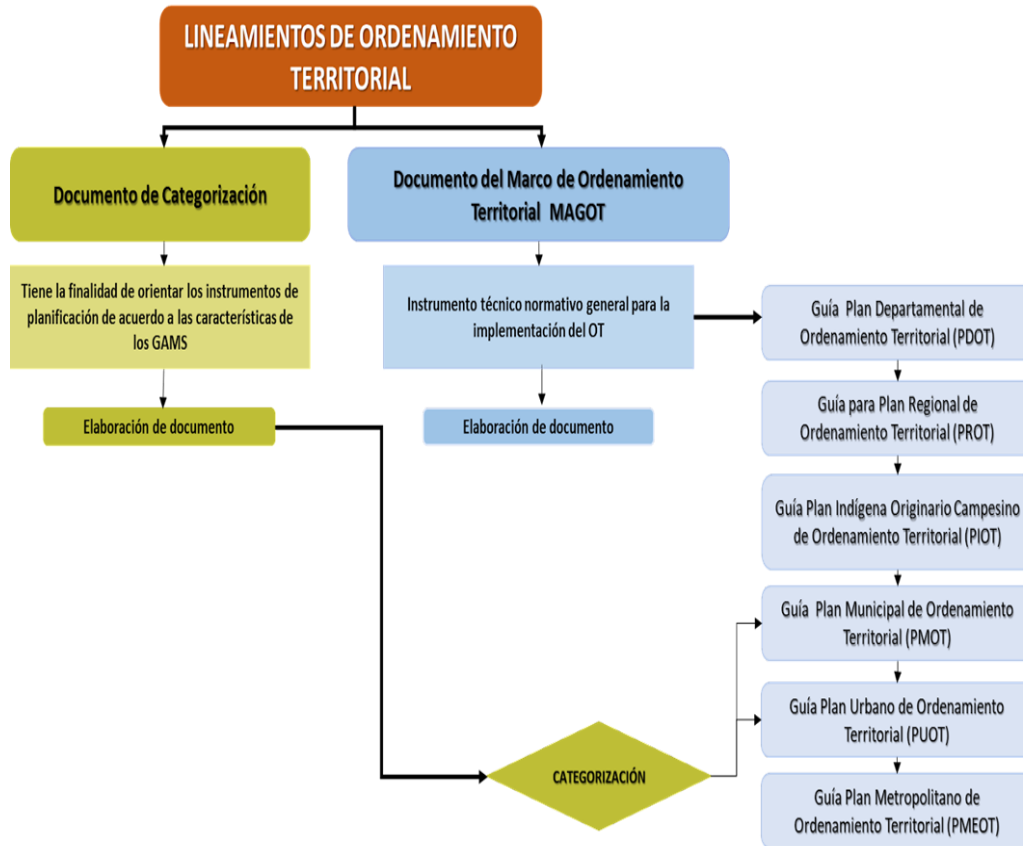 LINEAMIENTOS DE ORDENAMIENTO
TERRITORIAL
Documento de Categorización
Documento del Marco de Ordenamiento
Territorial MAGOT
Tiene la finalidad de orientar los instrumentos de
planificación de acuerdo a las características de
los GAMS
Instrumento técnico normativo general para la
implementación del OT
Elaboración de documento
Elaboración de documento
Guía Plan Departamental de
Ordenamiento Territorial (PDOT)
Guía para Plan Regional de
Ordenamiento Territorial (PROT)
Guía Plan Indígena Originario Campesino
de Ordenamiento Territorial (PIOT)
Guía Plan Municipal de Ordenamiento
Territorial (PMOT)
Guía Plan Urbano de Ordenamiento
Territorial (PUOT)
CATEGORIZACIÓN
Guía Plan Metropolitano de
Ordenamiento Territorial (PMEOT)